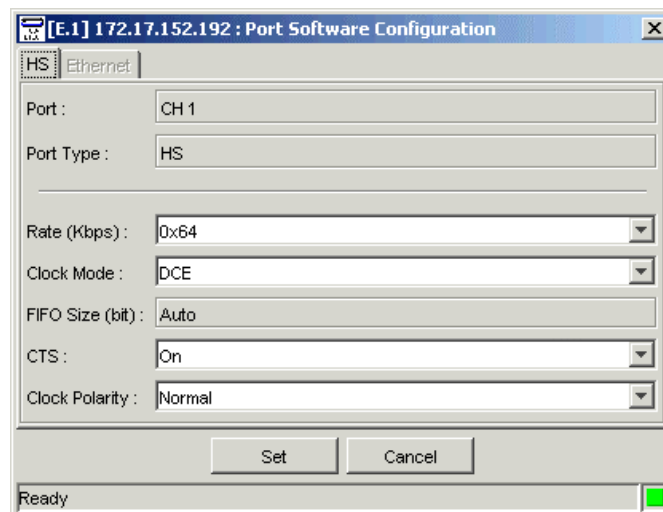 [E.1] 172.17.152.192 : Port Software Configuration
HS Ethernet
Port : CH 1
Port Type : HS
Rate (Kbps) : 0x64
Clock Mode : DCE
FIFO Size (bit) : Auto
CTS : On
Clock Polarity : Normal
Set Cancel
Ready